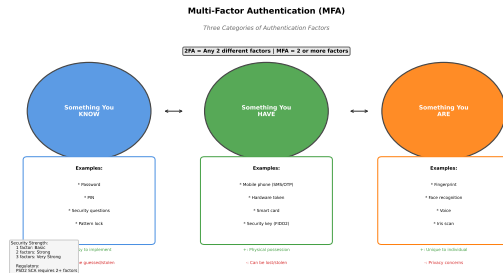 Multi-Factor Authentication (MFA)
Three Categories of Authentication Factors
2FA = Any 2 different factors | MFA = 2 or more factors
Something You
KNOW
Something You
HAVE
Something You
ARE
Examples:
* Password
* PIN
* Security questions
* Pattern lock
Examples:
* Mobile phone (SMS/OTP)
* Hardware token
* Smart card
* Security key (FIDO2)
Examples:
* Fingerprint
* Face recognition
* Voice
* Iris scan
to implement
guessed/stolen
+ Physical possession
- Can be lost/stolen
+ Unique to individual
- Privacy concerns
Security Strength:
1 factor: Basic
2 factors: Strong
3 factors: Very Strong
Regulatory
PSD2 SCA requires 2+ factors